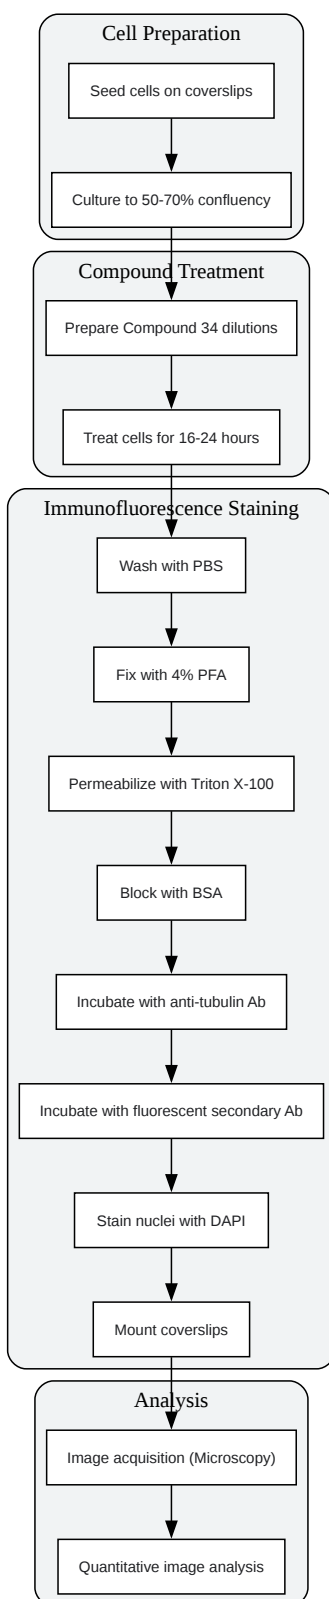 Cell Preparation
Seed cells on coverslips
Culture to 50-70% confluency
Compound Treatment
Prepare Compound 34 dilutions
Treat cells for 16-24 hours
Immunofluorescence Staining
Wash with PBS
Fix with 4% PFA
Permeabilize with Triton X-100
Block with BSA
Incubate with anti-tubulin Ab
Incubate with fluorescent secondary Ab
Stain nuclei with DAPI
Mount coverslips
Analysis
Image acquisition (Microscopy)
Quantitative image analysis